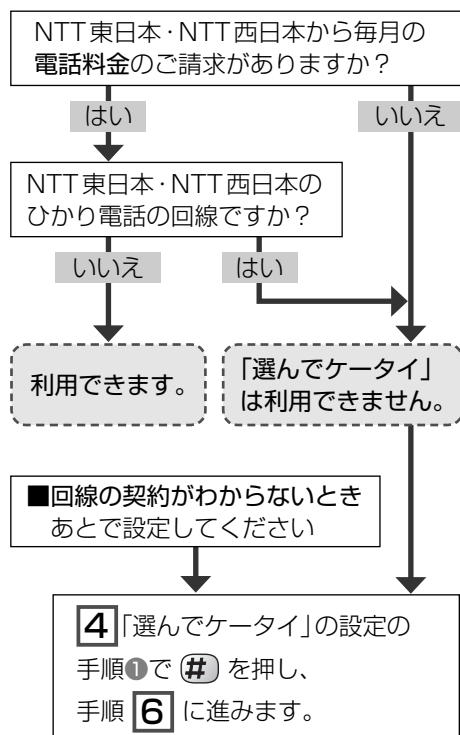 NTT東日本・NTT西日本から毎月の
電話料金のご請求がありますか？
はい
いいえ
NTT東日本・NTT西日本の
ひかり電話の回線ですか？
いいえ
はい
利用できます。
「選んでケータイ」
は利用できません。
■回線の契約がわからないとき
あとで設定してください
4「選んでケータイ」の設定の
手順❶で # を押し、
手順 6 に進みます。